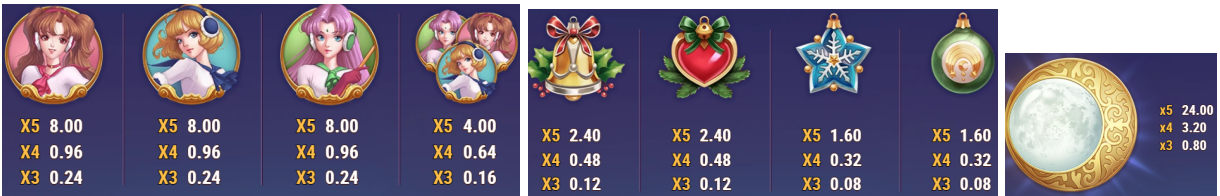 X5 8.00
X4 0.96
X3 0.24
X5 8.00
X4 0.96
X3 0.24
X5 8.00
X4 0.96
X3 0.24
X5 4.00
X4 0.64
X3 0.16
X5 2.40
X4 0.48
X3 0.12
X5 2.40
X4 0.48
X3 0.12
X5 1.60
X4 0.32
X3 0.08
X5 1.60
X4 0.32
X3 0.08
x5 24.00
x4 3.20
x3 0.80